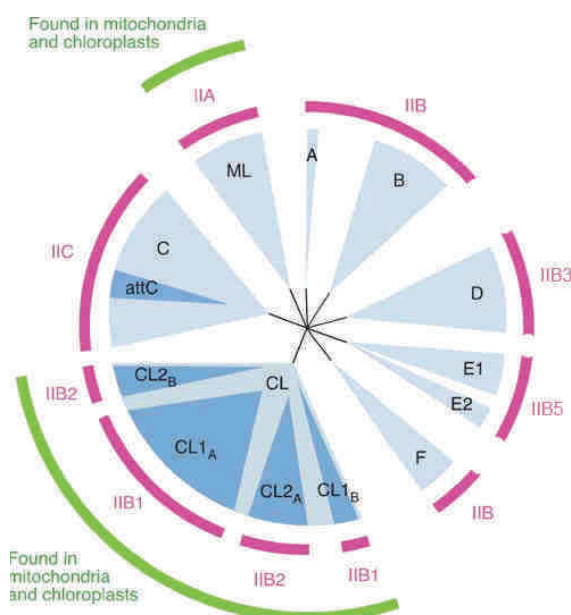 Found in mitochondria
and chloroplasts
IIA
IIB
A
ML
B
IIC
C
attC
D
IIB3
E1
E2
IIB5
F
IIB
CL
CL2B
IIB2
CL1A
CL2A
CL1B
IIB1
IIB2
IIB1
Found in
mitochondria
and chloroplasts